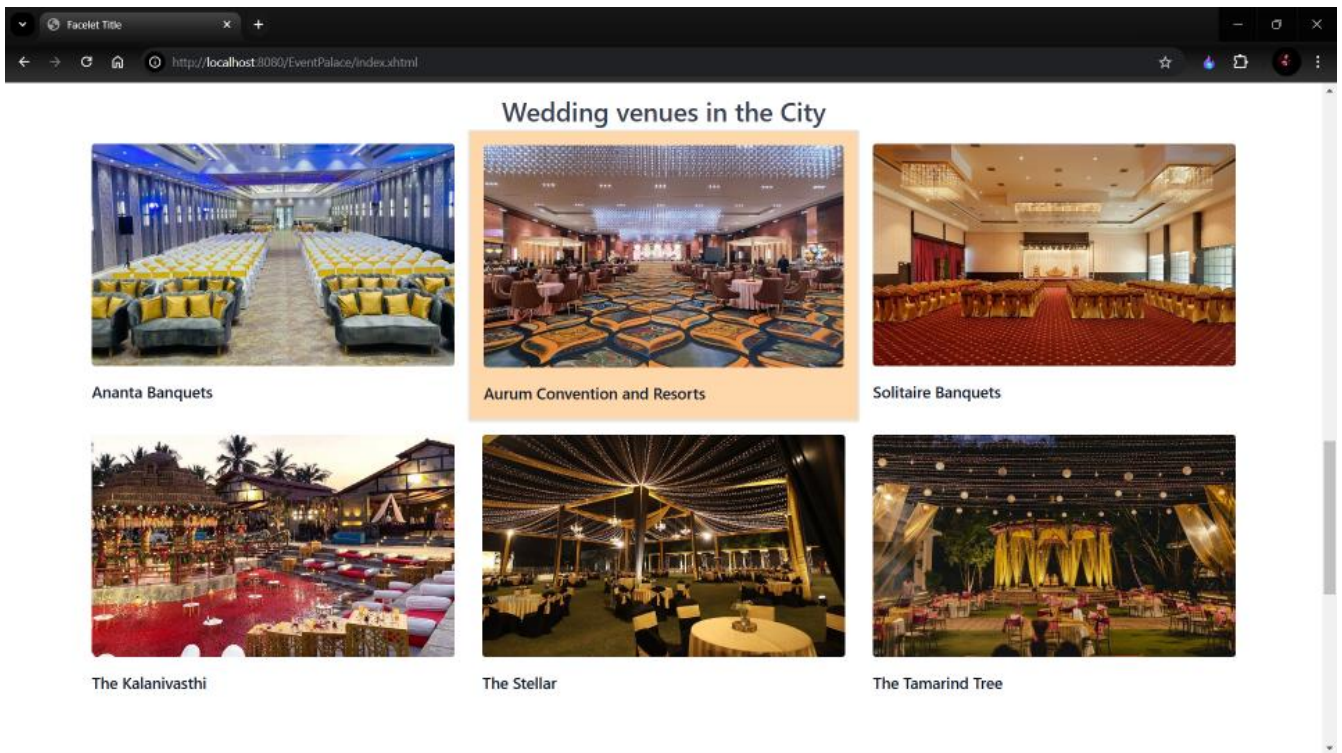 Facelet Title
http://localhost:8080/EventPalace/index.xhtml
Wedding venues in the City
Ananta Banquets
Aurum Convention and Resorts
Solitaire Banquets
The Kalanivasthi
The Stellar
The Tamarind Tree